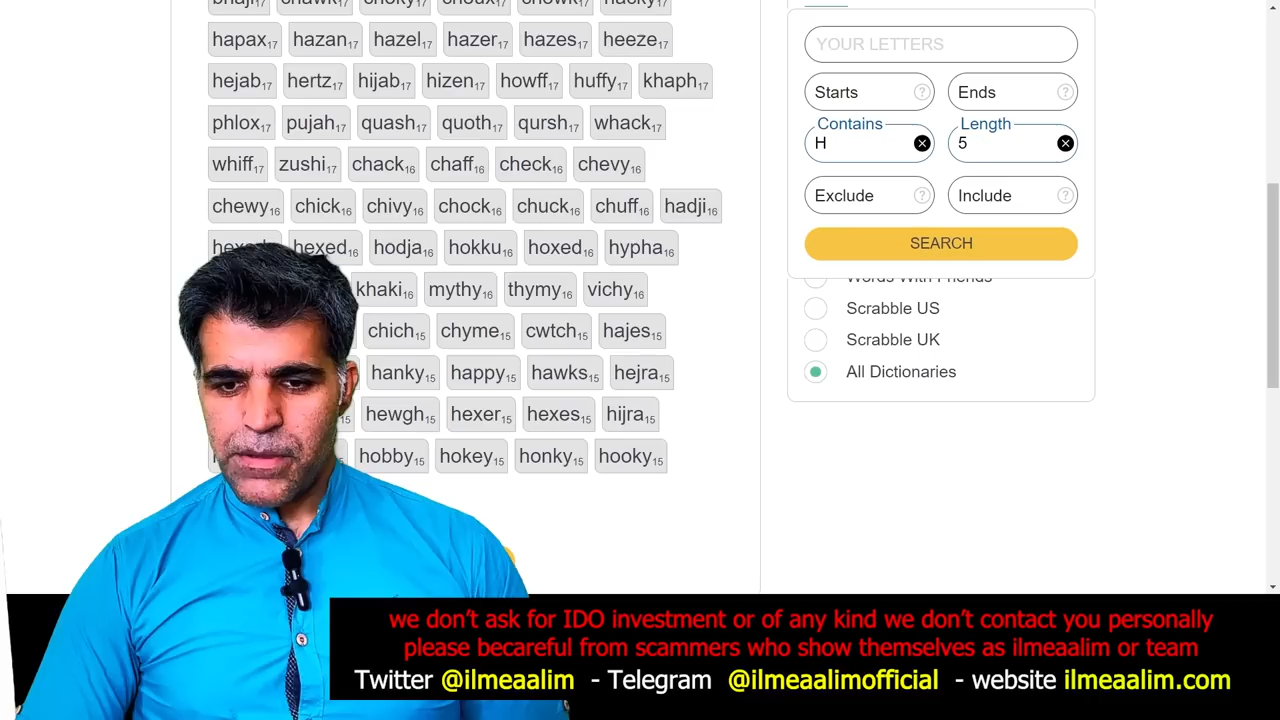 YOUR LETTERS
hapax17 hazan17 hazel17 hazer17 hazes17 heeze17
Starts Ends
hejab17 hertz17 hijab17 hizen17 howff17 huffy17 khaph17
Contains Length
phlox17 pujah17 quash17 quoth17 qursh17 whack17
H 5
whiff17 zushi17 chack16 chaff16 check16 chevy16
Exclude Include
chewy16 chick16 chivy16 chock16 chuck16 chuff16 hadji16
SEARCH
hexed16 hodja16 hokku16 hoxed16 hypha16
Words With Friends
khaki16 mythy16 thymy16 vichy16
Scrabble US
chich15 chyme15 cwtch15 hajes15
Scrabble UK
hanky15 happy15 hawks15 hejra15
All Dictionaries
hewgh15 hexer15 hexes15 hijra15
hobby15 hokey15 honky15 hooky15
we don't ask for IDO investment or of any kind we don't contact you personally
please becareful from scammers who show themselves as ilmeaalim or team
Twitter @ilmeaalim - Telegram @ilmeaalimofficial - website ilmeaalim.com